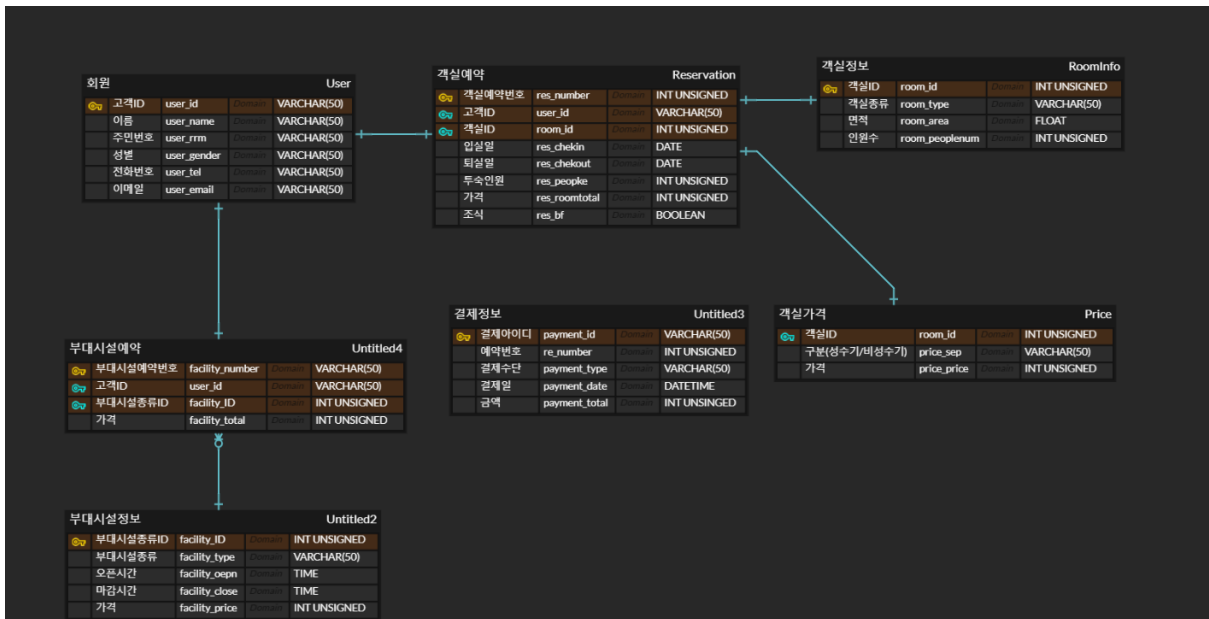 회원 User
고객ID user_id Domain VARCHAR(50)
이름 user_name Domain VARCHAR(50)
주민번호 user_rrm Domain VARCHAR(50)
성별 user_gender Domain VARCHAR(50)
전화번호 user_tel Domain VARCHAR(50)
이메일 user_email Domain VARCHAR(50)
객실예약 Reservation
객실예약번호 res_number Domain INT UNSIGNED
고객ID user_id Domain VARCHAR(50)
객실ID room_id Domain INT UNSIGNED
입실일 res_chekin Domain DATE
퇴실일 res_chekout Domain DATE
투숙인원 res_peopke Domain INT UNSIGNED
가격 res_roomtotal Domain INT UNSIGNED
조식 res_bf Domain BOOLEAN
객실정보 RoomInfo
객실ID room_id Domain INT UNSIGNED
객실종류 room_type Domain VARCHAR(50)
면적 room_area Domain FLOAT
인원수 room_peoplenum Domain INT UNSIGNED
부대시설예약 Untitled4
부대시설예약번호 facility_number Domain VARCHAR(50)
고객ID user_id Domain VARCHAR(50)
부대시설종류ID facility_ID Domain INT UNSIGNED
가격 facility_total Domain INT UNSIGNED
결제정보 Untitled3
결제아이디 payment_id Domain VARCHAR(50)
예약번호 re_number Domain INT UNSIGNED
결제수단 payment_type Domain VARCHAR(50)
결제일 payment_date Domain DATETIME
금액 payment_total Domain INT UNSINGED
객실가격 Price
객실ID room_id Domain INT UNSIGNED
구분(성수기/비성수기) price_sep Domain VARCHAR(50)
가격 price_price Domain INT UNSIGNED
부대시설정보 Untitled2
부대시설종류ID facility_ID Domain INT UNSIGNED
부대시설종류 facility_type Domain VARCHAR(50)
오픈시간 facility_oepn Domain TIME
마감시간 facility_close Domain TIME
가격 facility_price Domain INT UNSIGNED